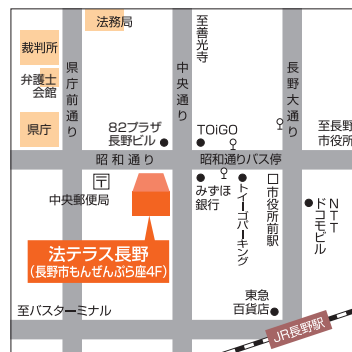 法務局
裁判所
弁護士
会館
県庁
県庁前通り
至善光寺
中央通り
長野大通り
至長野
市役所
82プラザ
長野ビル
TOiGO
昭和通り
昭和通りバス停
中央郵便局
みずほ
銀行
トイーゴパーキング
市役所前駅
NTT
ドコモビル
法テラス長野
(長野市もんぜんぷら座4F)
至バスターミナル
東急
百貨店
JR長野駅